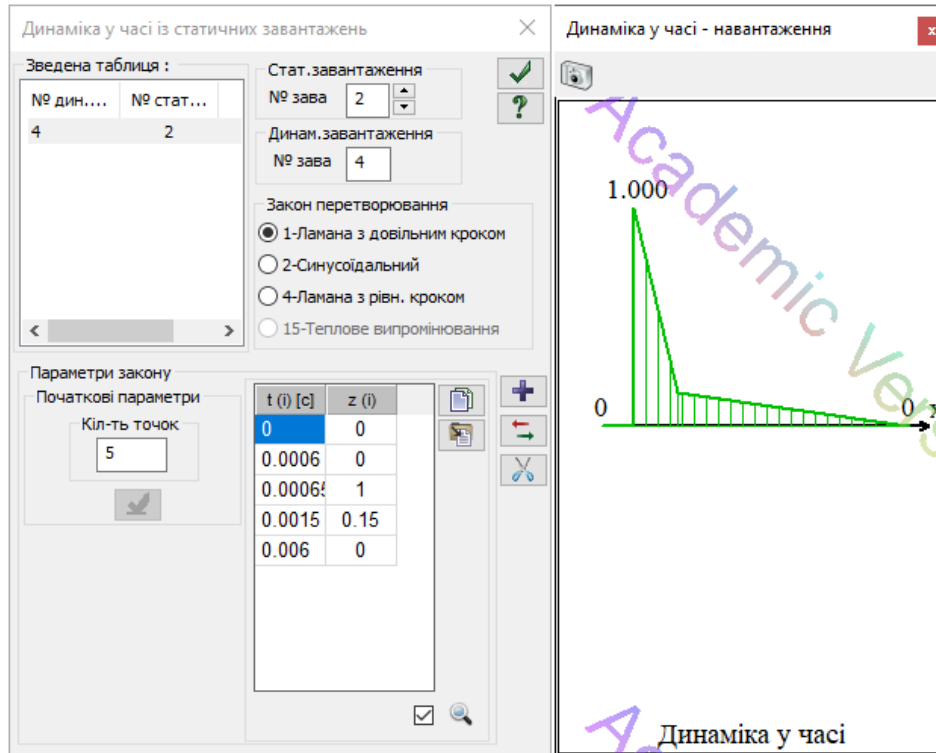 Динаміка у часі із статичних завантажень
Зведена таблиця :
№ дин.... № стат...
4 2
Стат.завантаження
№ зава 2
Динам.завантаження
№ зава 4
Закон перетворювання
1-Ламана з довільним кроком
2-Синусоїдальний
4-Ламана з рівн. кроком
15-Теплове випромінювання
Параметри закону
Початкові параметри
Кіл-ть точок
5
t (i) [c] z (i)
0 0
0.0006 0
0.00065 1
0.0015 0.15
0.006 0
Динаміка у часі - навантаження
x
Academic Vers
1.000
0 0
Динаміка у часі